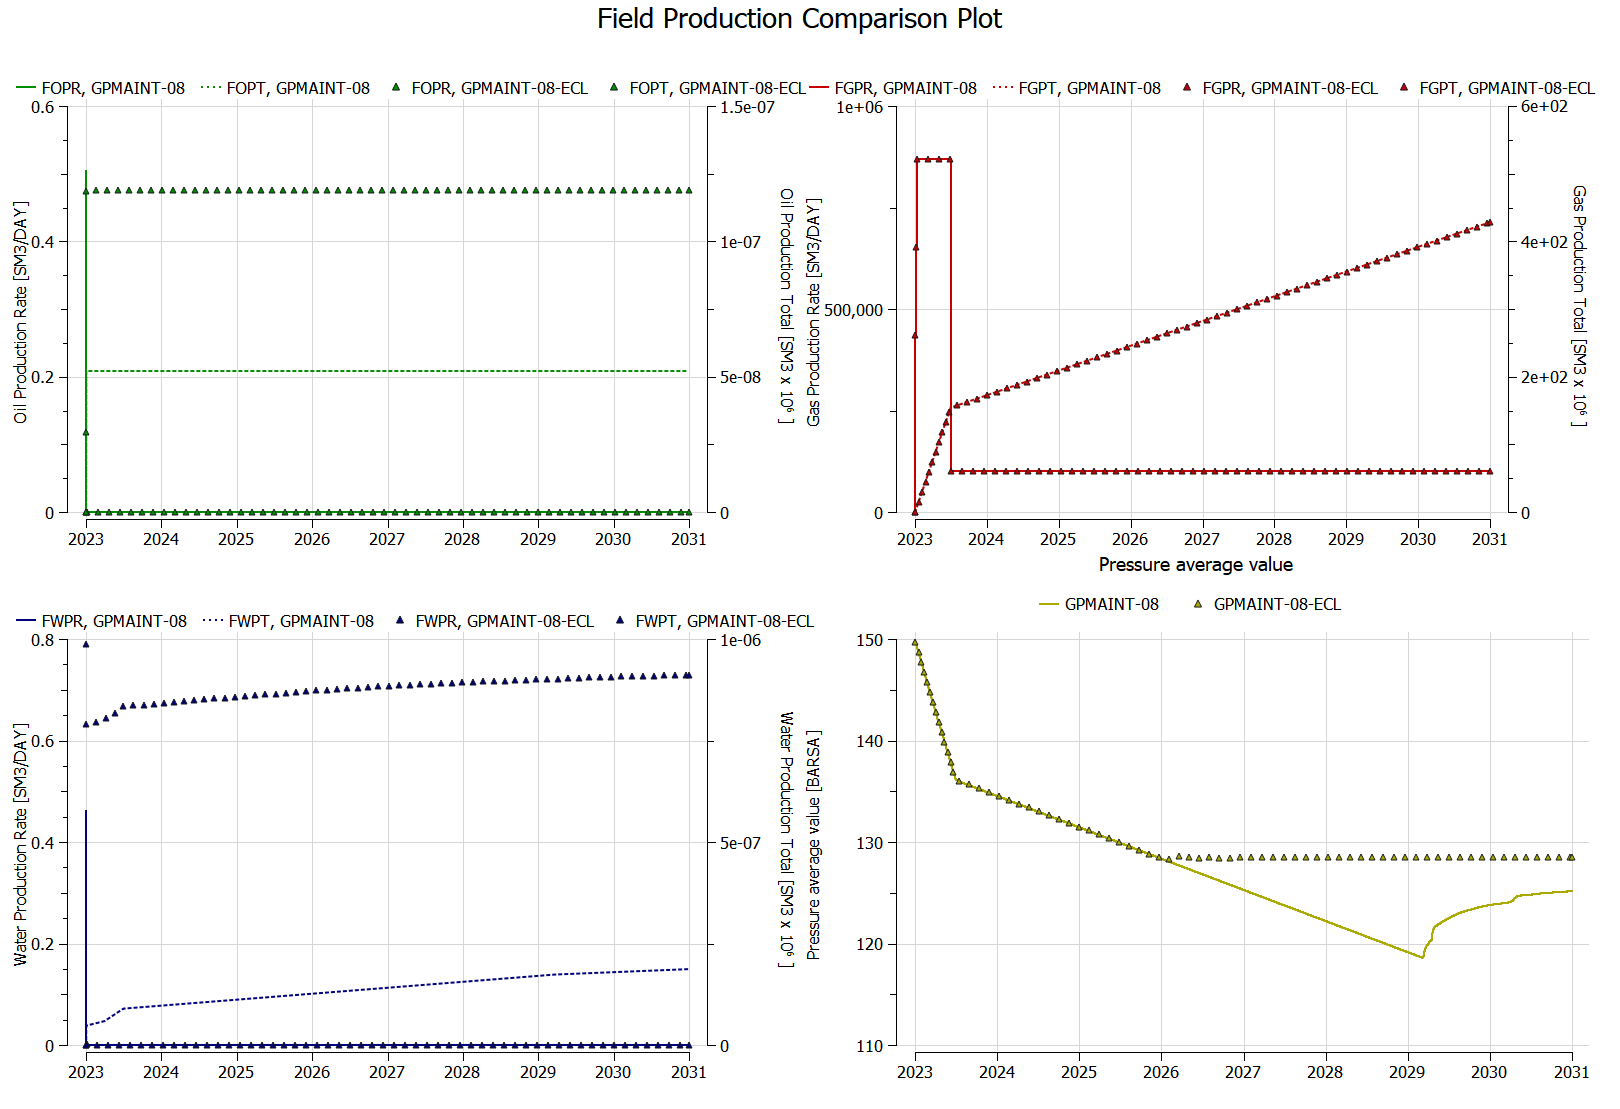 Field Production Comparison Plot
FOPR, GPMAINT-08 FOPT, GPMAINT-08 FOPR, GPMAINT-08-ECL FOPT, GPMAINT-08-ECL
0.6
0.4
0.2
0
Oil Production Rate [SM3/DAY]
1.5e-07
1e-07
5e-08
0
Oil Production Total [SM3 x 10⁶ ]
2023 2024 2025 2026 2027 2028 2029 2030 2031
FGPR, GPMAINT-08 FGPT, GPMAINT-08 FGPR, GPMAINT-08-ECL FGPT, GPMAINT-08-ECL
1e+06
500,000
0
Gas Production Rate [SM3/DAY]
6e+02
4e+02
2e+02
0
Gas Production Total [SM3 x 10⁶ ]
2023 2024 2025 2026 2027 2028 2029 2030 2031
FWPR, GPMAINT-08 FWPT, GPMAINT-08 FWPR, GPMAINT-08-ECL FWPT, GPMAINT-08-ECL
0.8
0.6
0.4
0.2
0
Water Production Rate [SM3/DAY]
1e-06
5e-07
0
Water Production Total [SM3 x 10⁶ ]
2023 2024 2025 2026 2027 2028 2029 2030 2031
Pressure average value
GPMAINT-08 GPMAINT-08-ECL
150
140
130
120
110
Pressure average value [BARSA]
2023 2024 2025 2026 2027 2028 2029 2030 2031